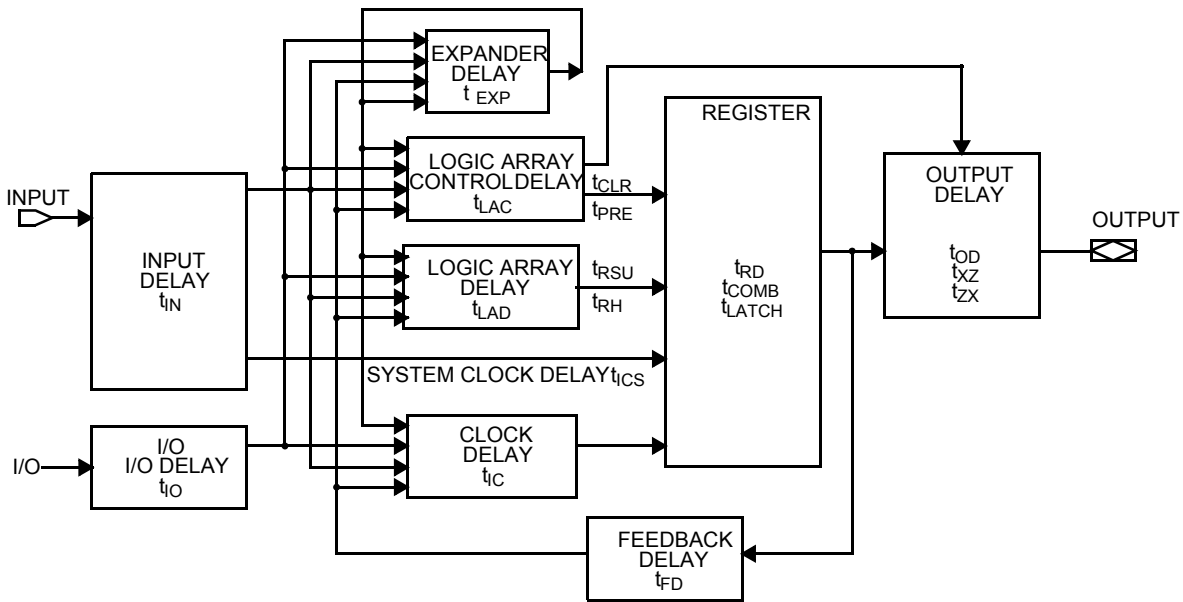 EXPANDER
DELAY
t EXP
REGISTER
LOGIC ARRAY
CONTROLDELAY
tLAC
tCLR
tPRE
OUTPUT
DELAY
tOD
tXZ
tZX
INPUT
OUTPUT
INPUT
DELAY
tIN
LOGIC ARRAY
DELAY
tLAD
tRSU
tRH
tRD
tCOMB
tLATCH
SYSTEM CLOCK DELAYtICS
I/O
I/O
I/O DELAY
tIO
CLOCK
DELAY
tIC
FEEDBACK
DELAY
tFD